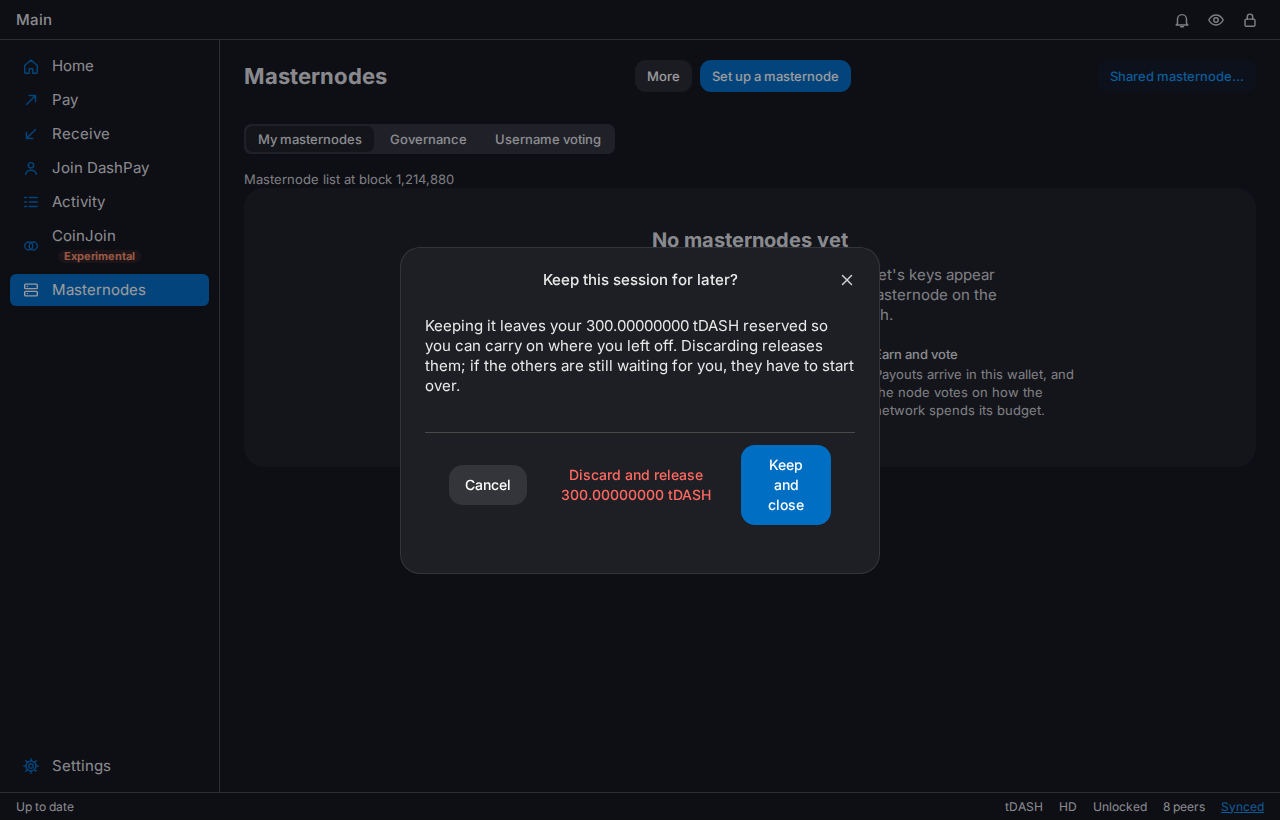 Main
Home
Pay
Receive
Join DashPay
Activity
CoinJoin
Experimental
Masternodes
Settings
Masternodes
More
Set up a masternode
Shared masternode...
My masternodes
Governance
Username voting
Masternode list at block 1,214,880
No masternodes yet
let's keys appear
masternode on the
Earn and vote
Payouts arrive in this wallet, and
the node votes on how the
network spends its budget.
Keep this session for later?
Keeping it leaves your 300.00000000 tDASH reserved so
you can carry on where you left off. Discarding releases
them; if the others are still waiting for you, they have to start
over.
Cancel
Discard and release
300.00000000 tDASH
Keep
and
close
Up to date
tDASH
HD
Unlocked
8 peers
Synced